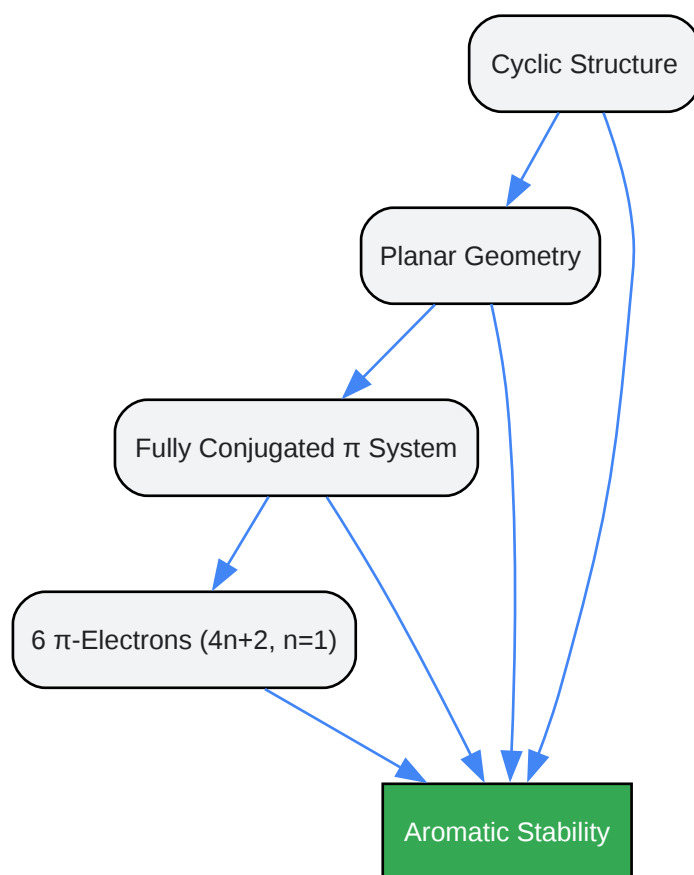 Cyclic Structure
Planar Geometry
Fully Conjugated π System
6 π-Electrons (4n+2, n=1)
Aromatic Stability